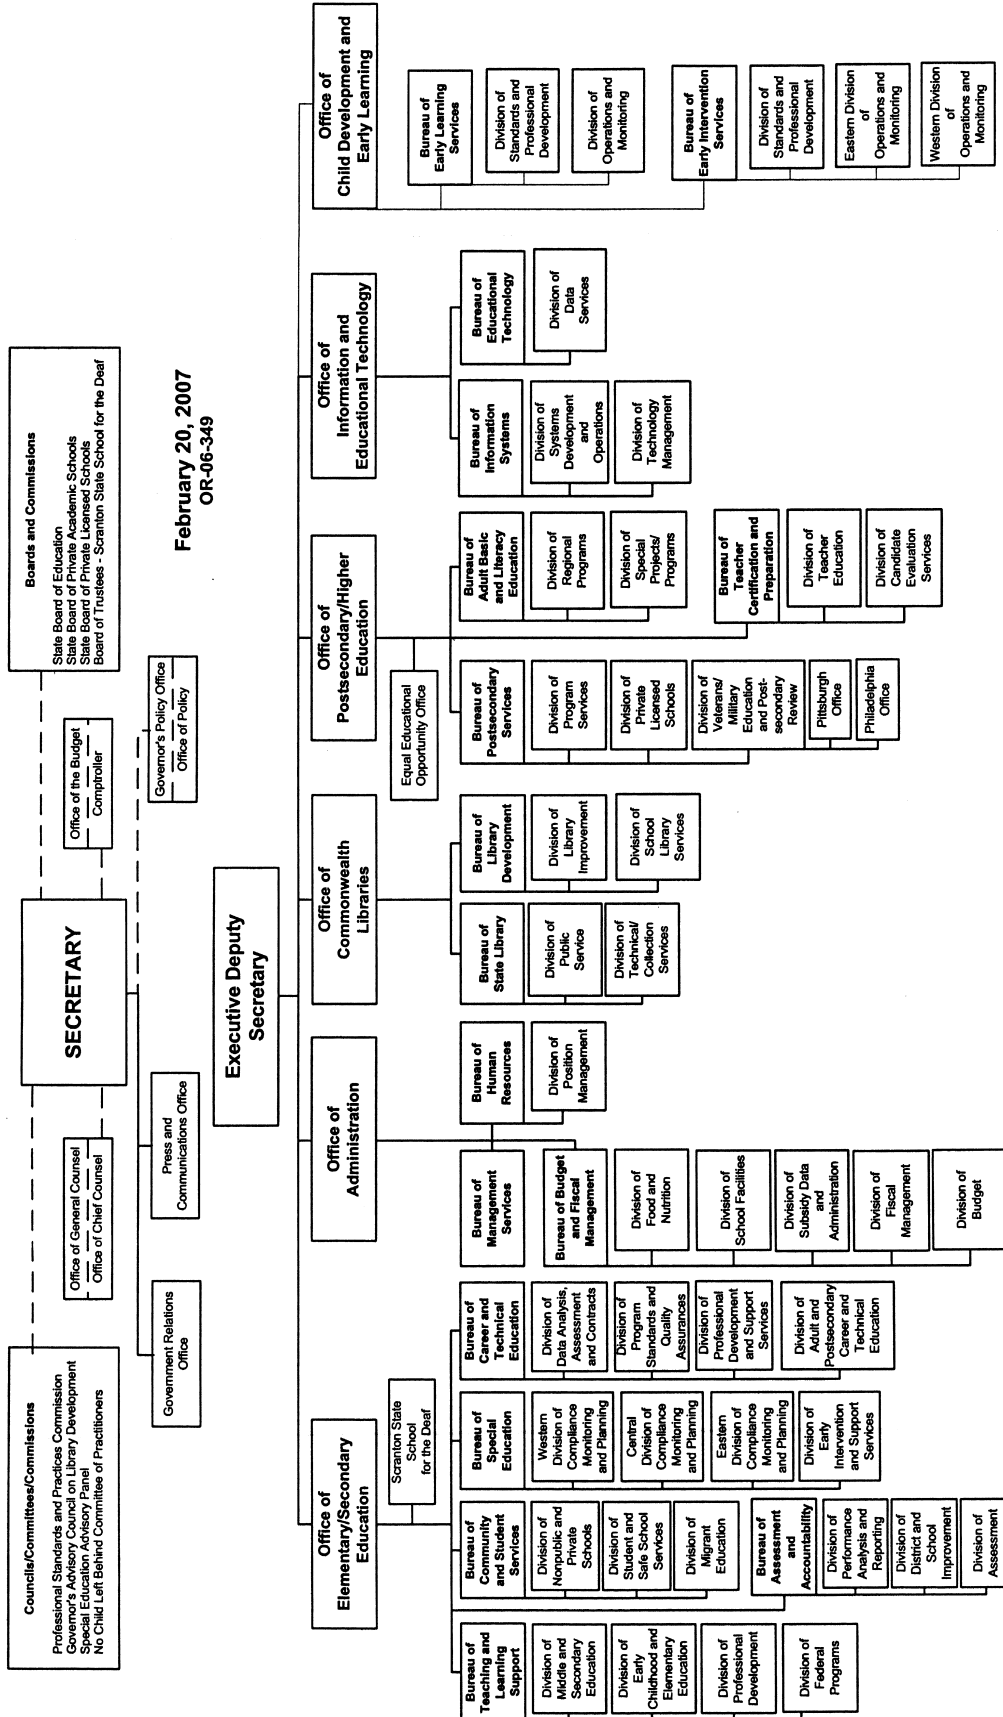 Councils/Committees/Commissions
Professional Standards and Practices Commission
Governor's Advisory Council on Library Development
Special Education Advisory Panel
No Child Left Behind Committee of Practitioners
SECRETARY
Boards and Commissions
State Board of Education
State Board of Private Academic Schools
State Board of Private Licensed Schools
Board of Trustees - Scranton State School for the Deaf
Office of General Counsel
Office of Chief Counsel
Office of the Budget
Comptroller
Government Relations
Office
Press and
Communications Office
Governor's Policy Office
Office of Policy
February 20, 2007
OR-06-349
Executive Deputy
Secretary
Office of
Elementary/Secondary
Education
Scranton State
School
for the Deaf
Bureau of
Teaching and
Learning
Support
Division of
Middle and
Secondary
Education
Division of
Early
Childhood and
Elementary
Education
Division of
Professional
Development
Division of
Federal
Programs
Bureau of
Community
and Student
Services
Division of
Nonpublic and
Private
Schools
Division of
Student and
Safe School
Services
Division of
Migrant
Education
Bureau of
Assessment
and
Accountability
Division of
Performance
Analysis and
Reporting
Division of
District and
School
Improvement
Division of
Assessment
Bureau of
Special
Education
Western
Division of
Compliance
Monitoring
and Planning
Central
Division of
Compliance
Monitoring
and Planning
Eastern
Division of
Compliance
Monitoring
and Planning
Division of
Early
Intervention
and Support
Services
Bureau of
Career and
Technical
Education
Division of
Data Analysis,
Assessment
and Contracts
Division of
Program
Standards and
Quality
Assurances
Division of
Professional
Development
and Support
Services
Division of
Adult and
Postsecondary
Career and
Technical
Education
Office of
Administration
Bureau of
Management
Services
Bureau of Budget
and Fiscal
Management
Division of
Food and
Nutrition
Division of
School Facilities
Division of
Subsidy Data
and
Administration
Division of
Fiscal
Management
Division of
Budget
Bureau of
Human
Resources
Division of
Position
Management
Office of
Commonwealth
Libraries
Bureau of
State Library
Division of
Public
Service
Division of
Technical/
Collection
Services
Bureau of
Library
Development
Division of
Library
Improvement
Division of
School
Library
Services
Office of
Postsecondary/Higher
Education
Equal Educational
Opportunity Office
Bureau of
Postsecondary
Services
Division of
Program
Services
Division of
Private
Licensed
Schools
Division of
Veterans/
Military
Education
and Post-
secondary
Review
Pittsburgh
Office
Philadelphia
Office
Bureau of
Adult Basic
and Literacy
Education
Division of
Regional
Programs
Division of
Special
Projects/
Programs
Bureau of
Teacher
Certification and
Preparation
Division of
Teacher
Education
Division of
Candidate
Evaluation
Services
Office of
Information and
Educational Technology
Bureau of
Information
Systems
Division of
Systems
Development
and
Operations
Division of
Technology
Management
Bureau of
Educational
Technology
Division of
Data
Services
Office of
Child Development and
Early Learning
Bureau of
Early Learning
Services
Division of
Standards and
Professional
Development
Division of
Operations and
Monitoring
Bureau of
Early Intervention
Services
Division of
Standards and
Professional
Development
Eastern Division
of
Operations and
Monitoring
Western Division
of
Operations and
Monitoring